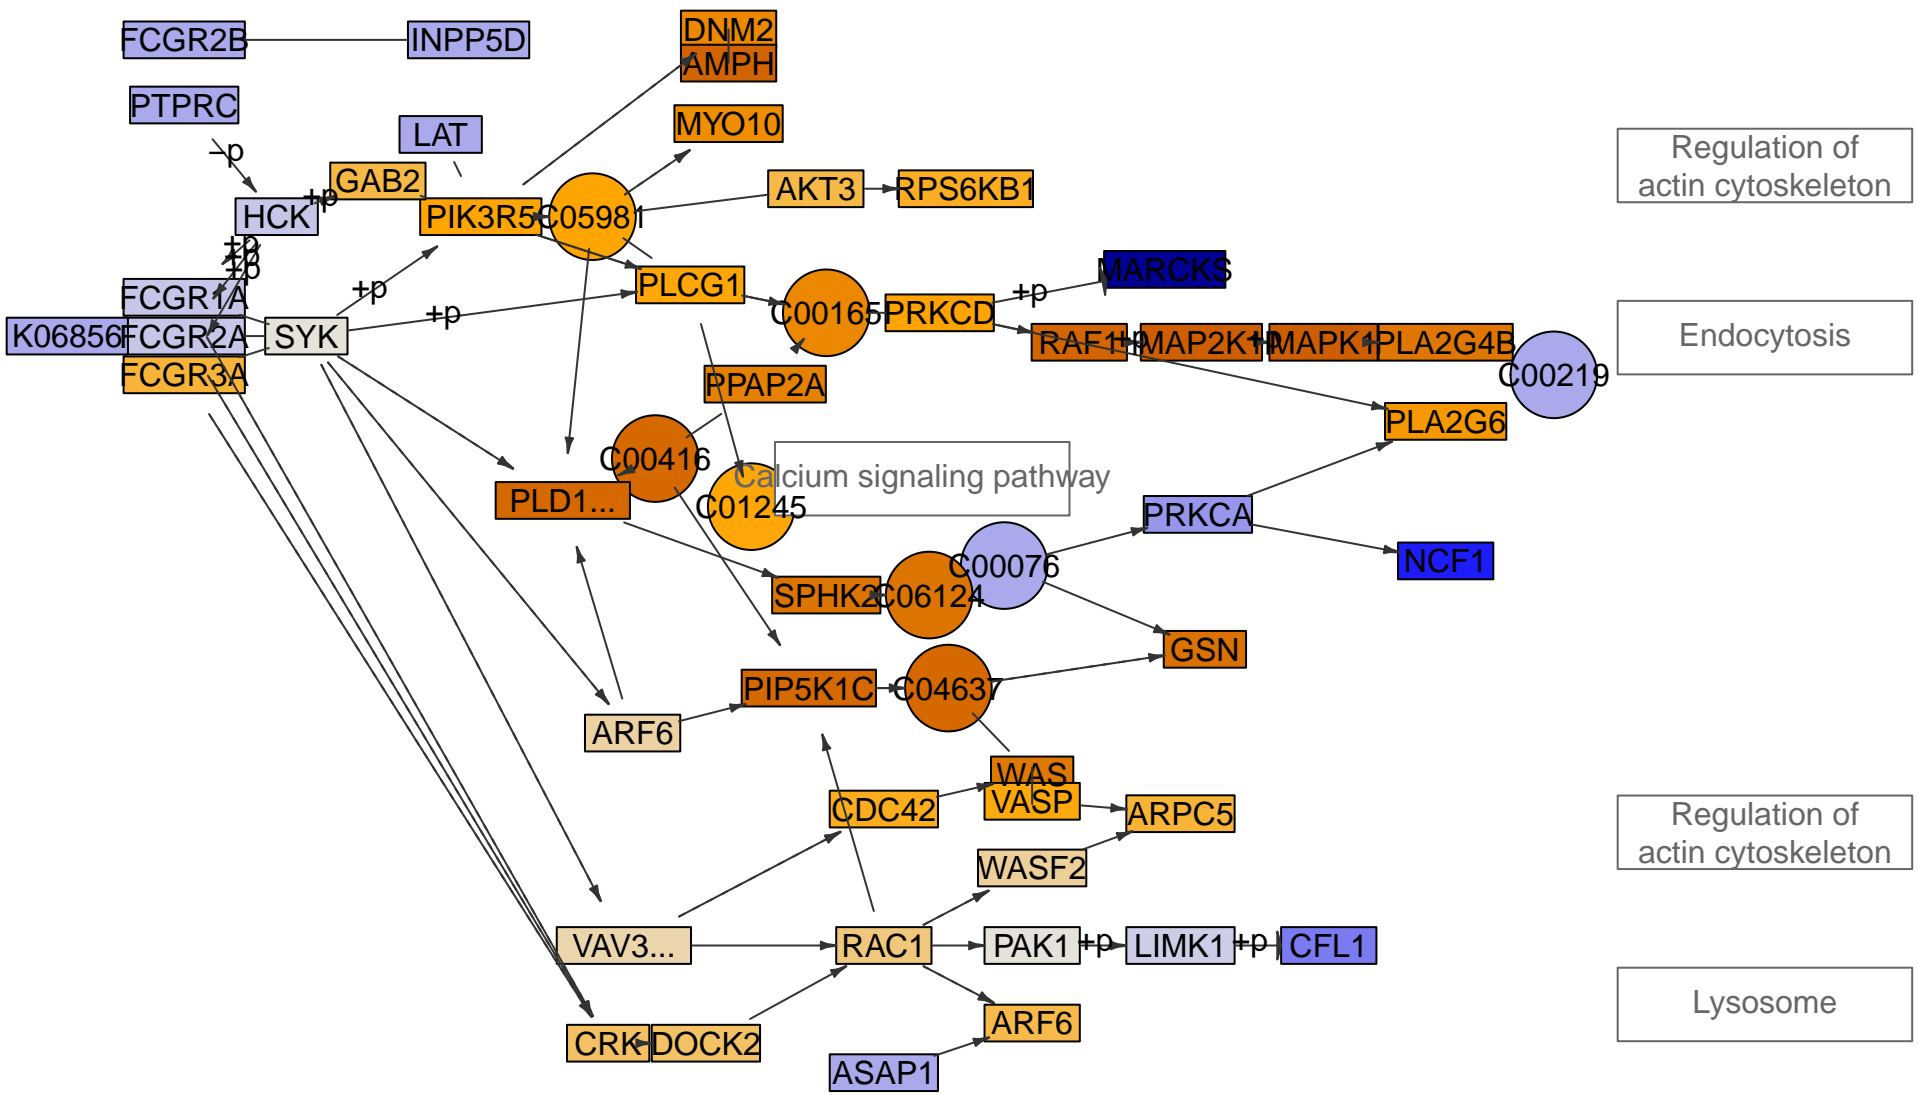 FCGR2B
INPP5D
DNM2
AMPH
PTPRC
LAT
MYO10
Regulation of
actin cytoskeleton
–p
GAB2
+p
AKT3
RPS6KB1
HCK
PIK3R5
C05981
+p
+p
+p
MARCKS
FCGR1A
+p
+p
PLCG1
+p
C00165
PRKCD
K06856
FCGR2A
SYK
RAF1
+p
MAP2K1
+p
MAPK1
PLA2G4B
Endocytosis
FCGR3A
PPAP2A
C00219
PLA2G6
C00416
Calcium signaling pathway
PLD1...
C01245
PRKCA
C00076
NCF1
SPHK2
C06124
GSN
PIP5K1C
C04637
ARF6
WAS
VASP
CDC42
ARPC5
Regulation of
actin cytoskeleton
WASF2
VAV3...
RAC1
PAK1
+p
LIMK1
+p
CFL1
Lysosome
CRK
DOCK2
ARF6
ASAP1